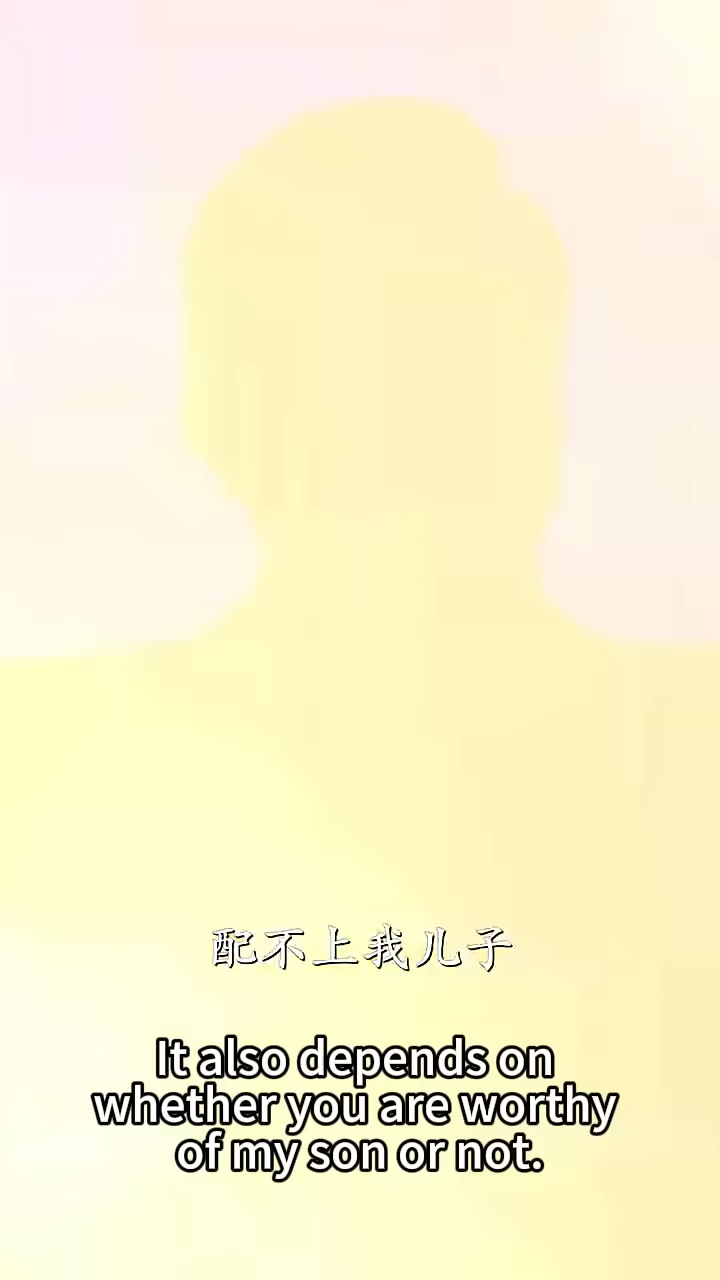 配不上我儿子
It also depends on
whether you are worthy
of my son or not.